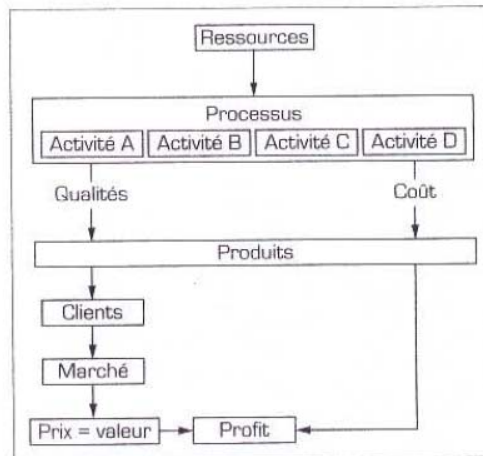 Ressources
Processus
Activité A Activité B Activité C Activité D
Qualités Coût
Produits
Clients
Marché
Prix = valeur Profit